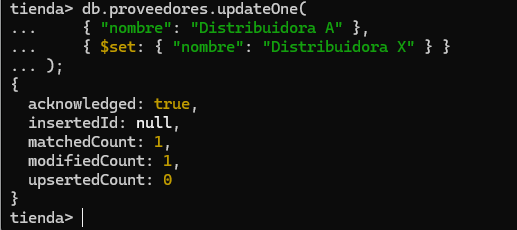 tienda> db.proveedores.updateOne(
...     { "nombre": "Distribuidora A" },
...     { $set: { "nombre": "Distribuidora X" } }
... );
{
  acknowledged: true,
  insertedId: null,
  matchedCount: 1,
  modifiedCount: 1,
  upsertedCount: 0
}
tienda>